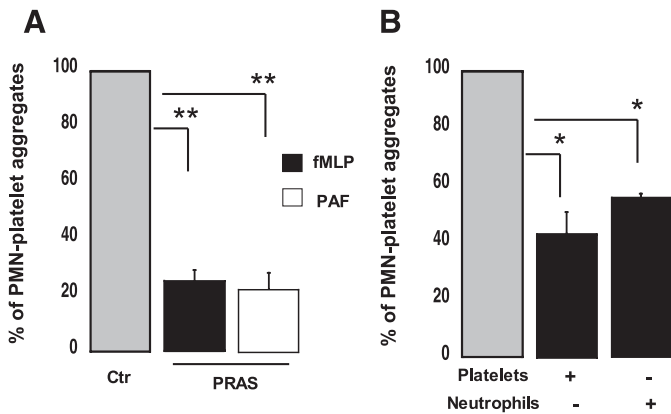 A
% of PMN-platelet aggregates
100
80
60
40
20
0
**
**
fMLP
PAF
Ctr
PRAS
B
% of PMN-platelet aggregates
100
80
60
40
20
0
*
*
Platelets + -
Neutrophils - +